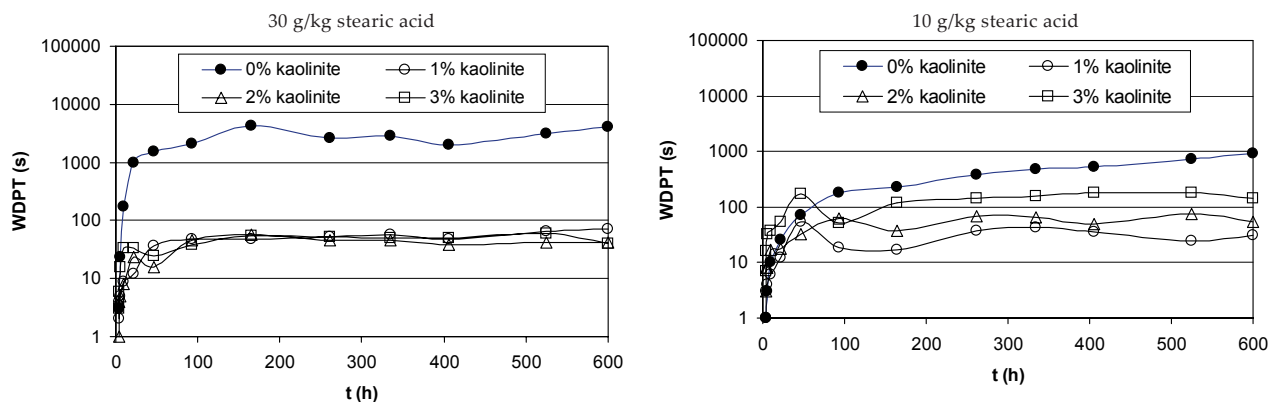 30 g/kg stearic acid
100000
10000
1000
100
10
1
WDPT (s)
0% kaolinite 1% kaolinite
2% kaolinite 3% kaolinite
0 100 200 300 400 500 600
t (h)
10 g/kg stearic acid
100000
10000
1000
100
10
1
WDPT (s)
0% kaolinite 1% kaolinite
2% kaolinite 3% kaolinite
0 100 200 300 400 500 600
t (h)